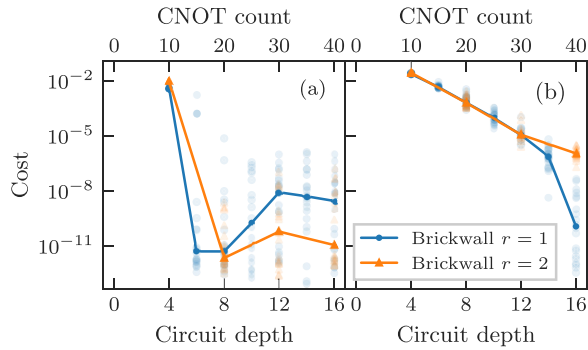 CNOT count CNOT count
0 10 20 30 40 0 10 20 30 40
(a) (b)
Cost
10⁻²
10⁻⁵
10⁻⁸
10⁻¹¹
Brickwall r = 1
Brickwall r = 2
0 4 8 12 16 0 4 8 12 16
Circuit depth Circuit depth